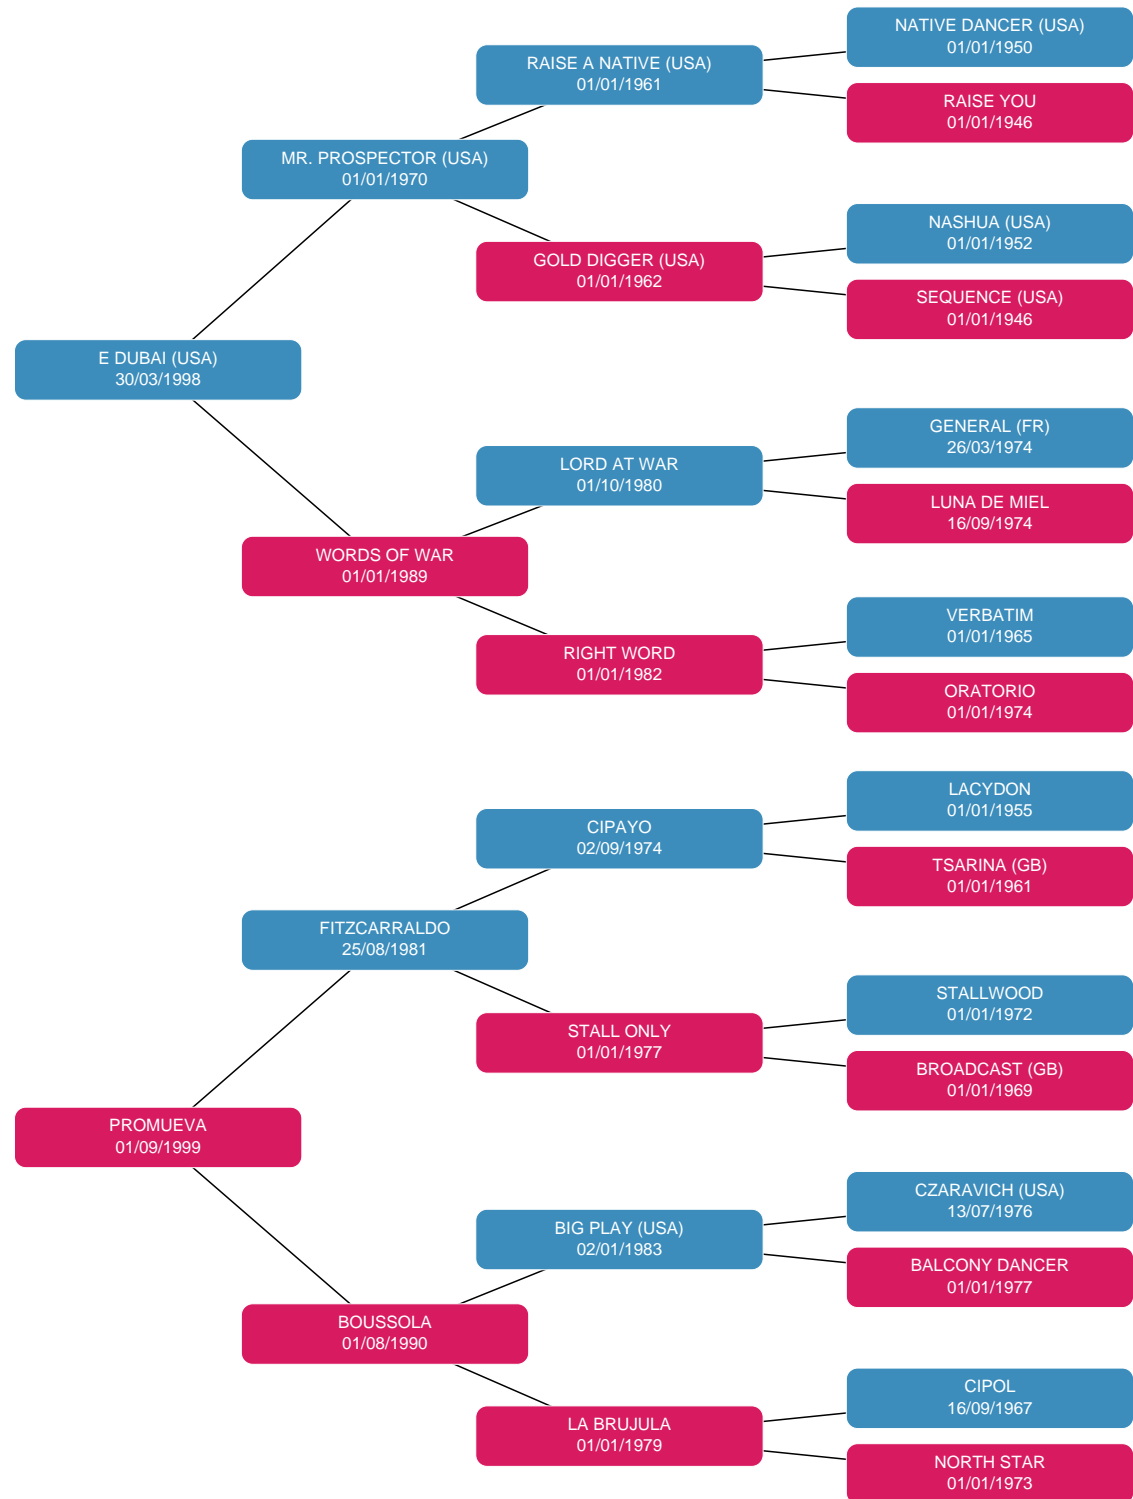 NATIVE DANCER (USA)
01/01/1950
RAISE A NATIVE (USA)
01/01/1961
RAISE YOU
01/01/1946
MR. PROSPECTOR (USA)
01/01/1970
NASHUA (USA)
01/01/1952
GOLD DIGGER (USA)
01/01/1962
SEQUENCE (USA)
01/01/1946
E DUBAI (USA)
30/03/1998
GENERAL (FR)
26/03/1974
LORD AT WAR
01/10/1980
LUNA DE MIEL
16/09/1974
WORDS OF WAR
01/01/1989
VERBATIM
01/01/1965
RIGHT WORD
01/01/1982
ORATORIO
01/01/1974
LACYDON
01/01/1955
CIPAYO
02/09/1974
TSARINA (GB)
01/01/1961
FITZCARRALDO
25/08/1981
STALLWOOD
01/01/1972
STALL ONLY
01/01/1977
BROADCAST (GB)
01/01/1969
PROMUEVA
01/09/1999
CZARAVICH (USA)
13/07/1976
BIG PLAY (USA)
02/01/1983
BALCONY DANCER
01/01/1977
BOUSSOLA
01/08/1990
CIPOL
16/09/1967
LA BRUJULA
01/01/1979
NORTH STAR
01/01/1973